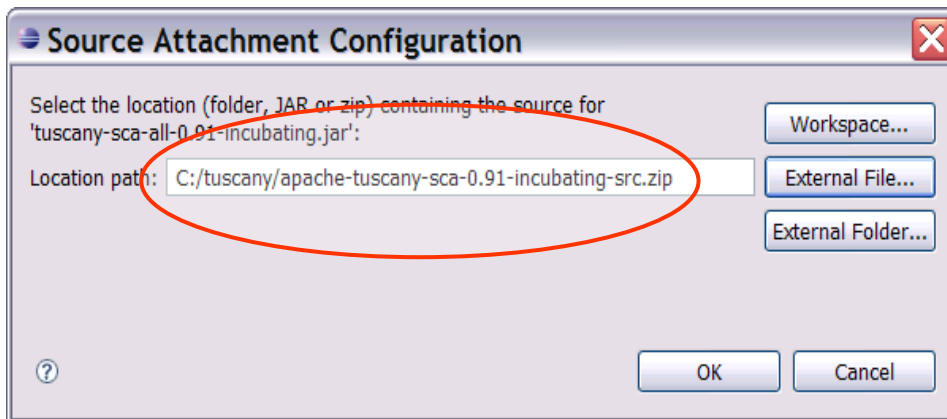 Source Attachment Configuration
Select the location (folder, JAR or zip) containing the source for
'tuscany-sca-all-0.91-incubating.jar':
Workspace...
Location path: C:/tuscany/apache-tuscany-sca-0.91-incubating-src.zip
External File...
External Folder...
?
OK
Cancel